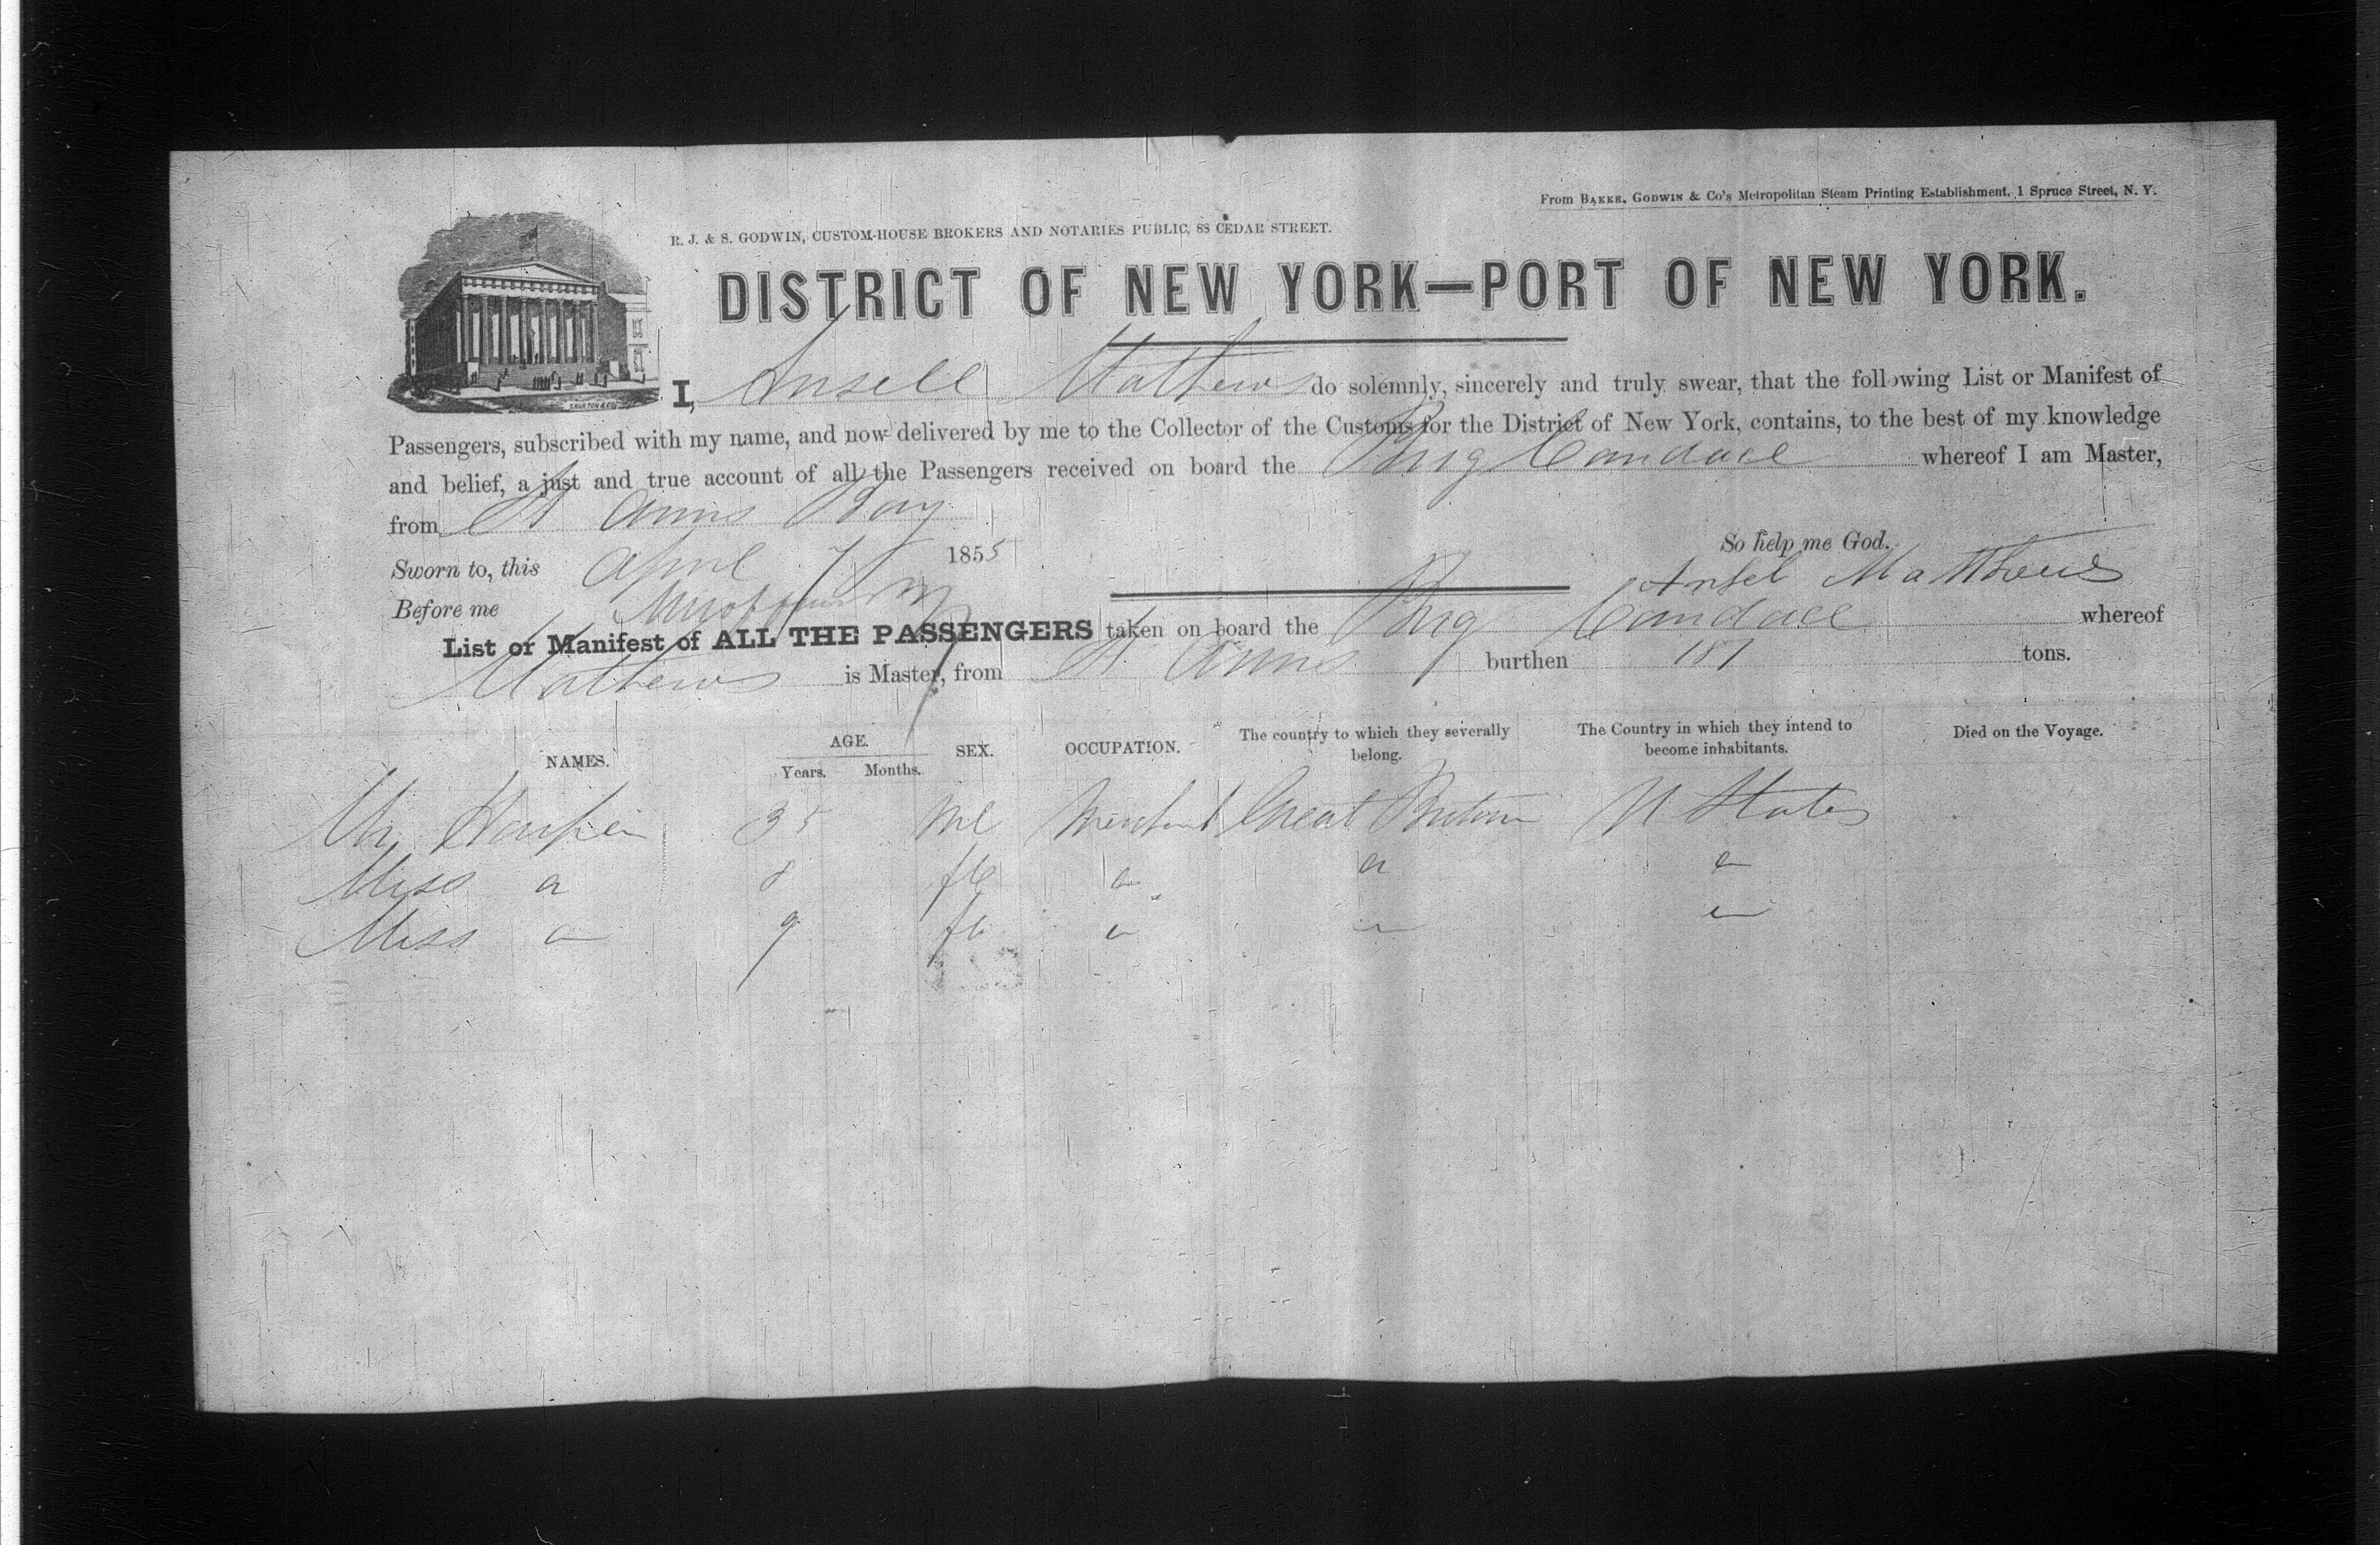 From BAKER, GODWIN & Co's Metropolitan Steam Printing Establishment, 1 Spruce Street, N. Y.
R. J. & S. GODWIN, CUSTOM-HOUSE BROKERS AND NOTARIES PUBLIC, 88 CEDAR STREET.
DISTRICT OF NEW YORK—PORT OF NEW YORK.
I, Ansell Mathews do solemnly, sincerely and truly swear, that the following List or Manifest of
Passengers, subscribed with my name, and now delivered by me to the Collector of the Customs for the District of New York, contains, to the best of my knowledge
and belief, a just and true account of all the Passengers received on board the Brig Candace whereof I am Master,
from St Anns Bay
So help me God.
Sworn to, this April 7 1855
Ansel Matthews
Before me
List or Manifest of ALL THE PASSENGERS taken on board the Brig Candace whereof
Mathews is Master, from St Anns burthen 181 tons.
NAMES. AGE. Years. Months. SEX. OCCUPATION. The country to which they severally belong. The Country in which they intend to become inhabitants. Died on the Voyage.
Mr Harper 35 Ml Merchant Great Britain U States
Miss a 8 fle a a a
Miss a 9 fle a a a